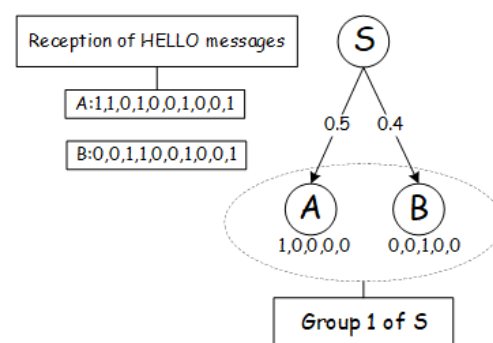 Reception of HELLO messages
S
A:1,1,0,1,0,0,1,0,0,1
0.5
0.4
B:0,0,1,1,0,0,1,0,0,1
A
B
1,0,0,0,0
0,0,1,0,0
Group 1 of S